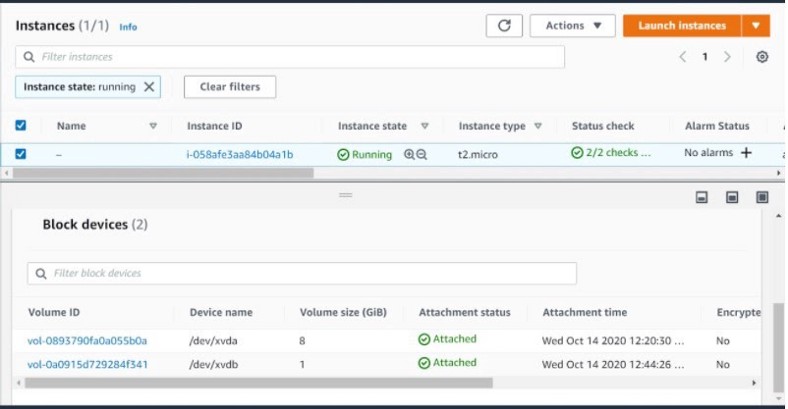 Instances (1/1) Info
Actions
Launch instances
Filter instances
1
Instance state: running
Clear filters
Name Instance ID Instance state Instance type Status check Alarm Status
– i-058afe3aa84b04a1b Running t2.micro 2/2 checks ... No alarms +
Block devices (2)
Filter block devices
Volume ID Device name Volume size (GiB) Attachment status Attachment time Encrypte
vol-0893790fa0a055b0a /dev/xvda 8 Attached Wed Oct 14 2020 12:20:30 ... No
vol-0a0915d729284f341 /dev/xvdb 1 Attached Wed Oct 14 2020 12:44:26 ... No